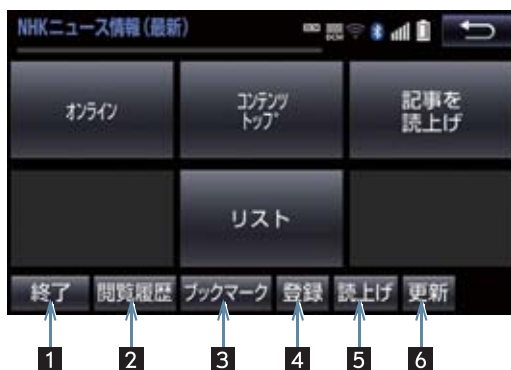 NHKニュース情報(最新)
オンライン
コンテンツ
トップ
記事を
読上げ
リスト
終了 閲覧履歴 ブックマーク 登録 読上げ 更新
1 2 3 4 5 6